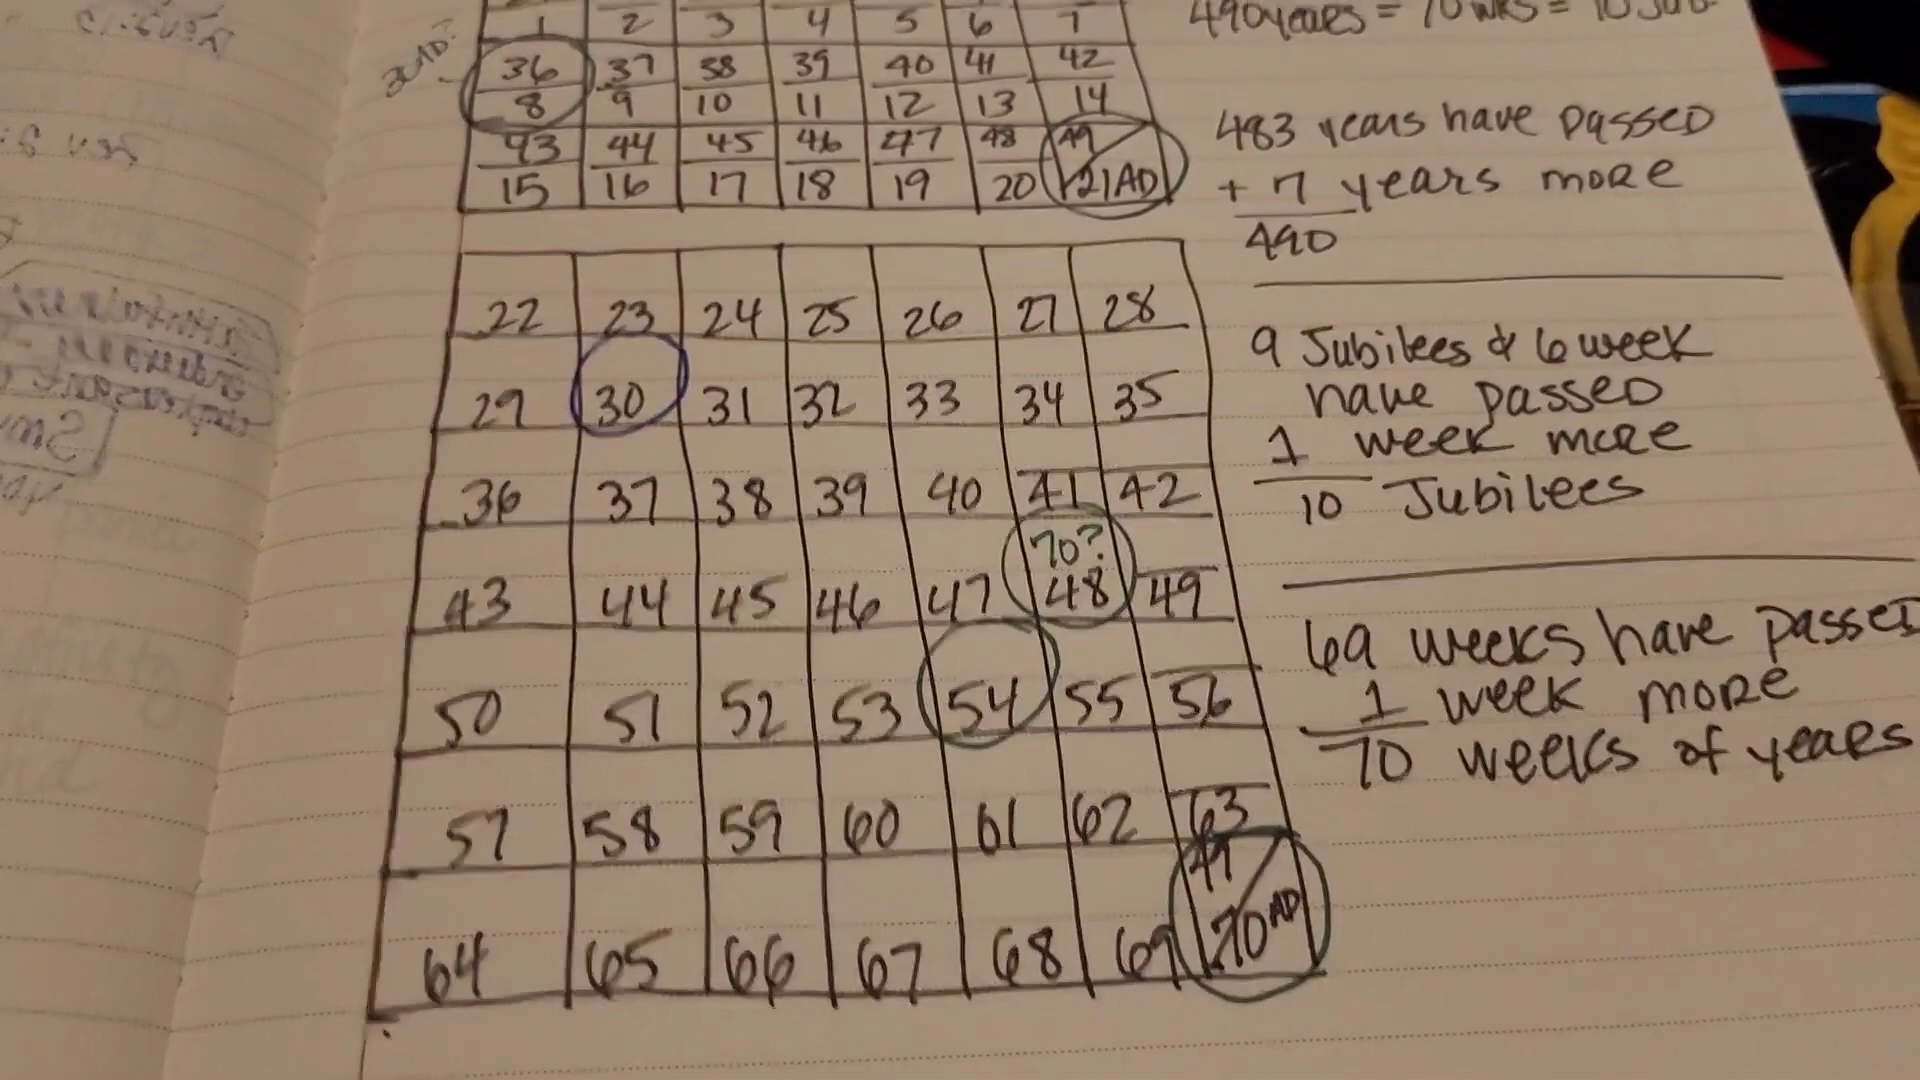 490 years = 70 wks = 10 Jub.
1 2 3 4 5 6 7
30AD?
36 37 38 39 40 41 42
8 9 10 11 12 13 14
43 44 45 46 47 48 49
15 16 17 18 19 20 21AD
483 years have passed
+ 7 years more
490
22 23 24 25 26 27 28
29 30 31 32 33 34 35
36 37 38 39 40 41 42
70?
43 44 45 46 47 48 49
50 51 52 53 54 55 56
57 58 59 60 61 62 63
49
64 65 66 67 68 69 70AD
9 Jubilees & 6 week
have passed
1 week more
10 Jubilees
69 weeks have passed
1 week more
70 weeks of years